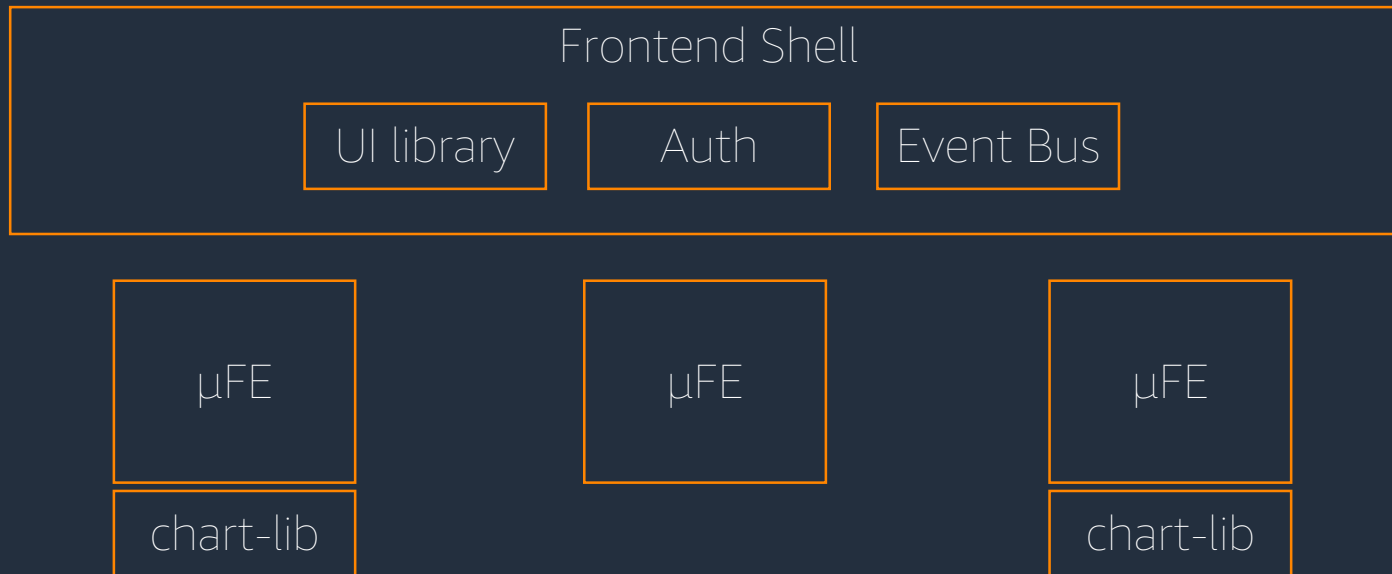 Frontend Shell
UI library
Auth
Event Bus
µFE
µFE
µFE
chart-lib
chart-lib